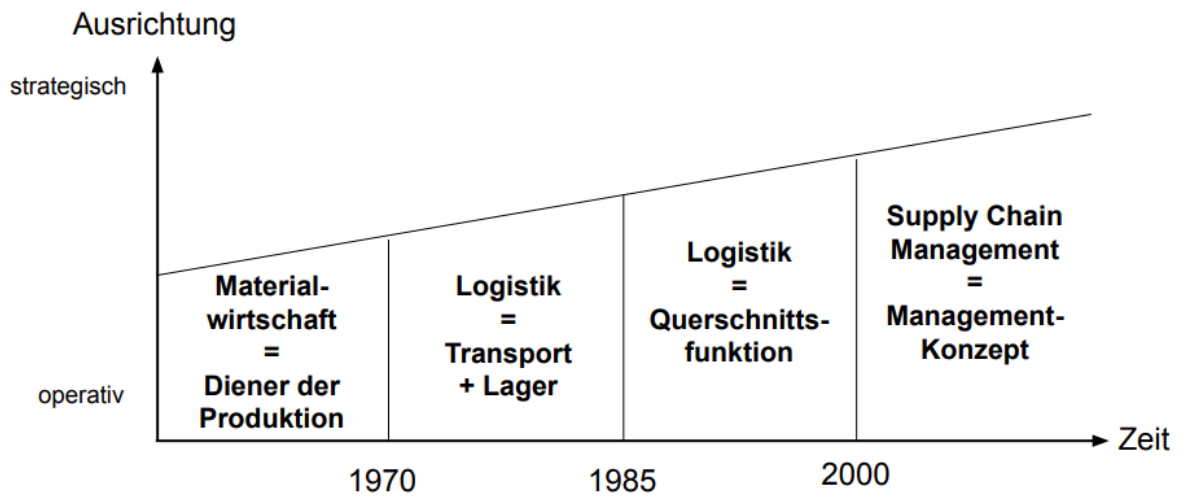 Ausrichtung
strategisch
operativ
Material-
wirtschaft
=
Diener der
Produktion
Logistik
=
Transport
+ Lager
Logistik
=
Querschnitts-
funktion
Supply Chain
Management
=
Management-
Konzept
Zeit
1970
1985
2000